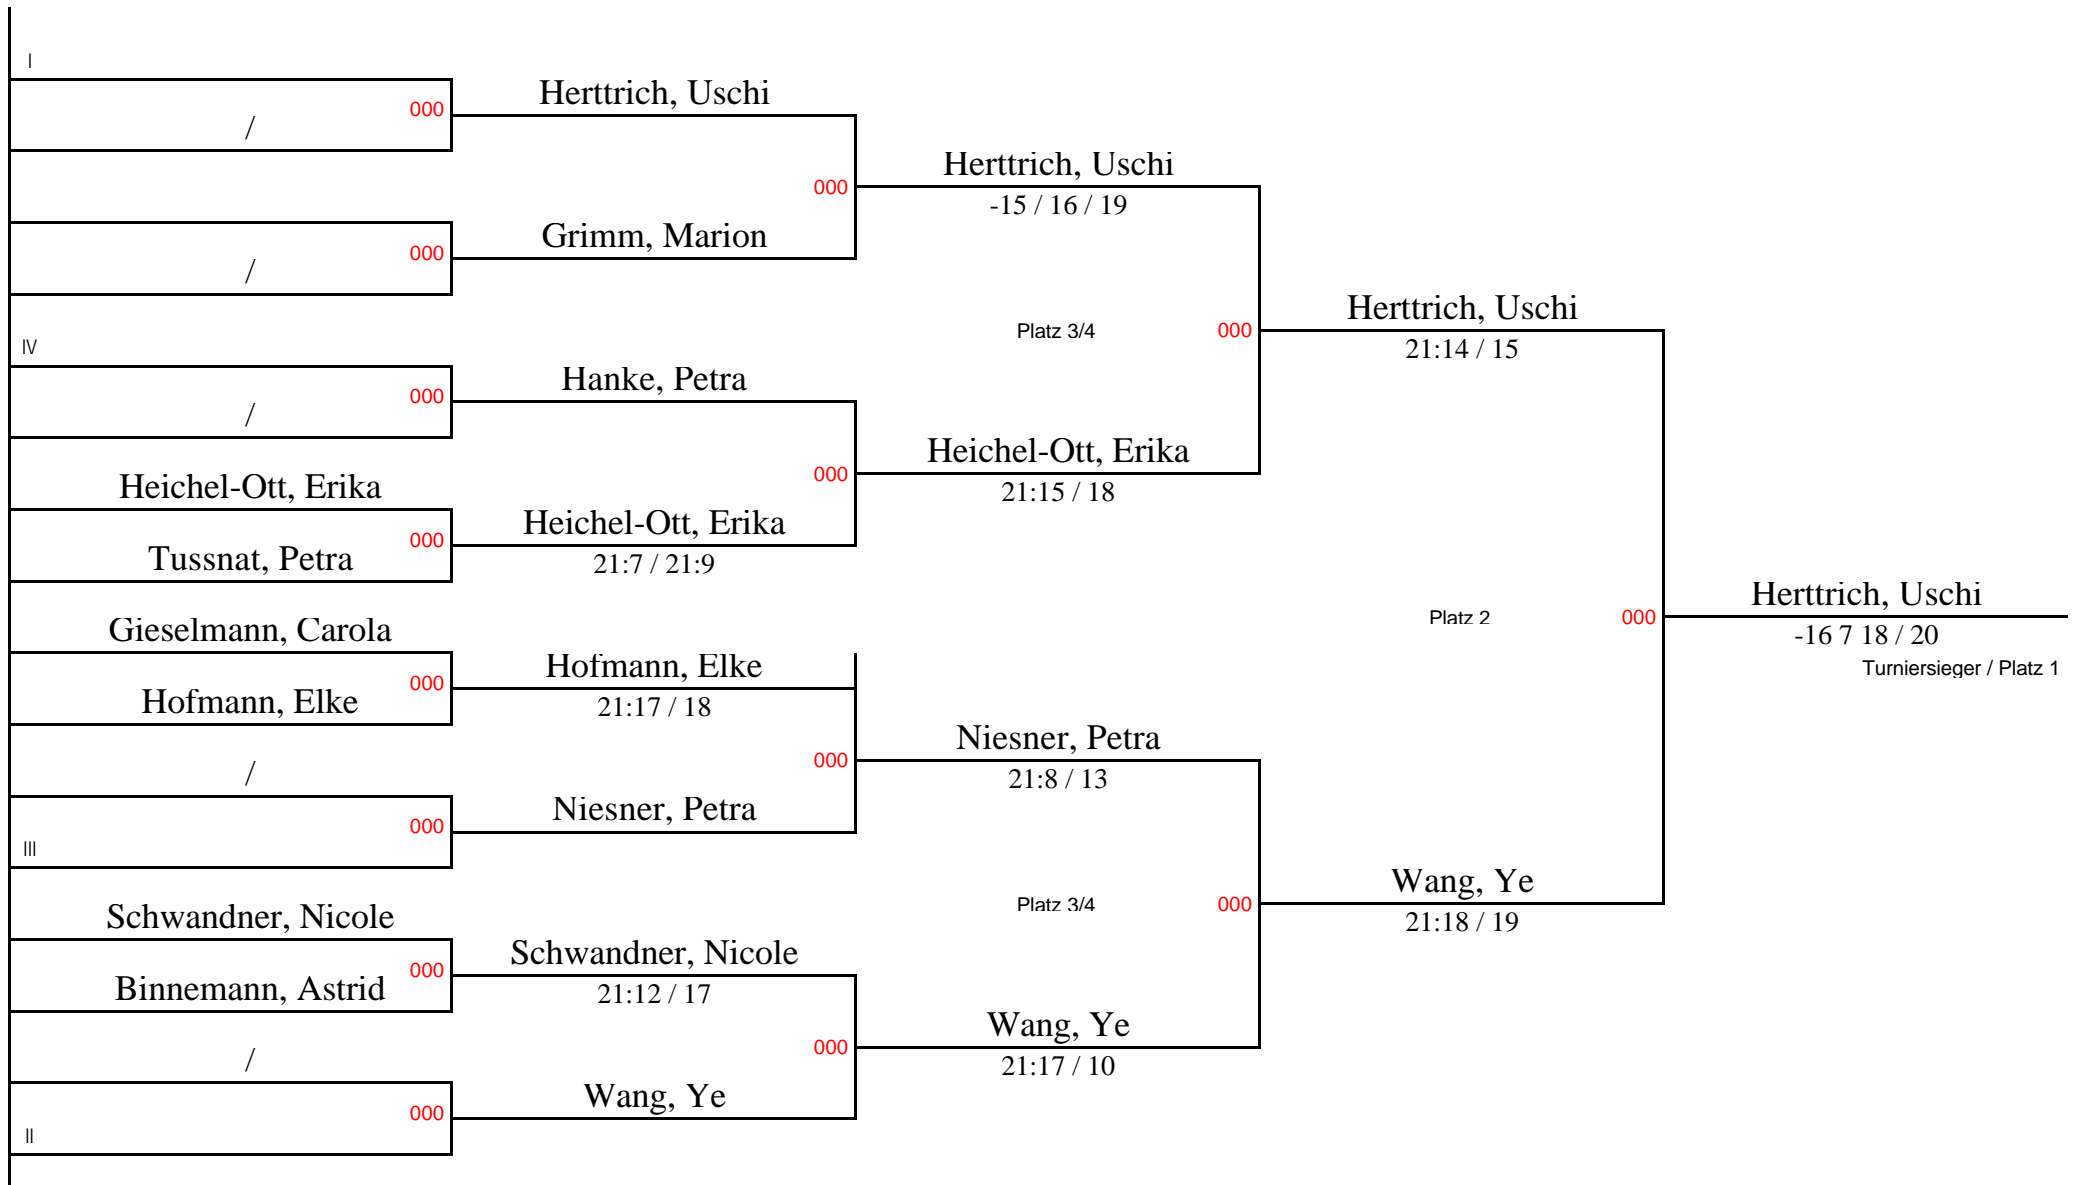 I
000
/
Herttrich, Uschi
000
/
Grimm, Marion
000
Herttrich, Uschi
-15 / 16 / 19
IV
000
/
Hanke, Petra
Heichel-Ott, Erika
000
Tussnat, Petra
Heichel-Ott, Erika
21:7 / 21:9
000
Heichel-Ott, Erika
21:15 / 18
Platz 3/4
000
Herttrich, Uschi
21:14 / 15
Gieselmann, Carola
000
Hofmann, Elke
Hofmann, Elke
21:17 / 18
/
000
III
Niesner, Petra
000
Niesner, Petra
21:8 / 13
Schwandner, Nicole
000
Binnemann, Astrid
Schwandner, Nicole
21:12 / 17
/
000
II
Wang, Ye
000
Wang, Ye
21:17 / 10
Platz 3/4
000
Wang, Ye
21:18 / 19
Platz 2
000
Herttrich, Uschi
-16 7 18 / 20
Turniersieger / Platz 1